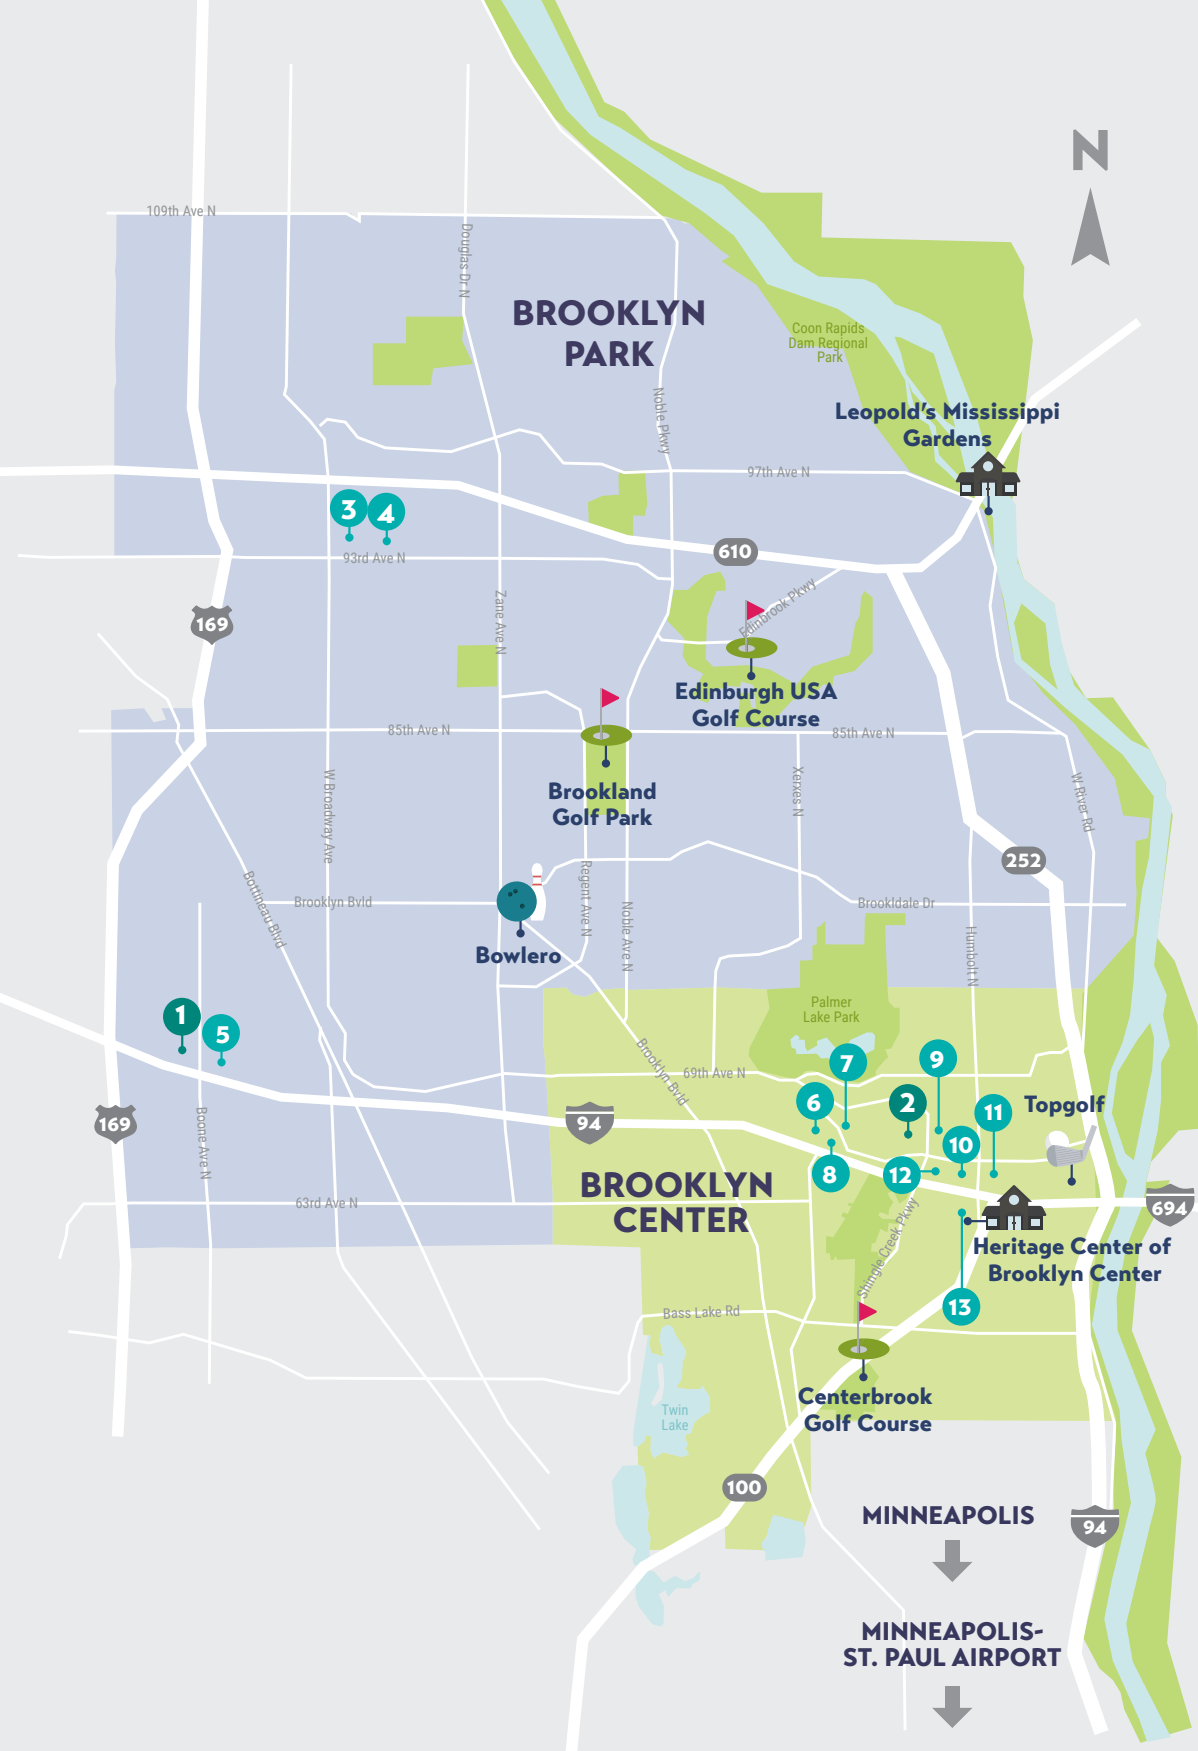 N
109th Ave N
Douglas Dr N
BROOKLYN
PARK
Coon Rapids
Dam Regional
Park
Noble Pkwy
Leopold's Mississippi
Gardens
97th Ave N
3
4
93rd Ave N
610
169
Zane Ave N
Edinbrook Pkwy
Edinburgh USA
Golf Course
85th Ave N
85th Ave N
W Broadway Ave
Xerxes N
W River Rd
Brookland
Golf Park
252
Bottineau Blvd
Brooklyn Bvld
Regent Ave N
Noble Ave N
Brookldale Dr
Humbolt N
Bowlero
1
5
Palmer
Lake Park
Brooklyn Bvld
69th Ave N
7
9
6
2
11
Topgolf
169
Boone Ave N
94
10
8
12
BROOKLYN
CENTER
63rd Ave N
694
Shingle Creek Pkwy
Heritage Center of
Brooklyn Center
13
Bass Lake Rd
Centerbrook
Golf Course
Twin
Lake
100
MINNEAPOLIS
94
MINNEAPOLIS-
ST. PAUL AIRPORT